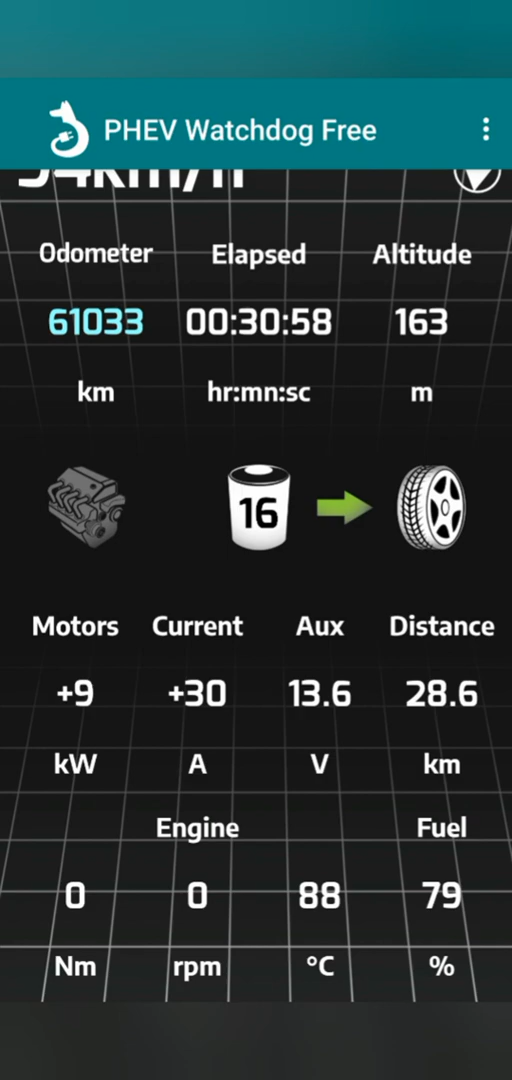 PHEV Watchdog Free
Odometer Elapsed Altitude
61033 00:30:58 163
km hr:mn:sc m
16
Motors Current Aux Distance
+9 +30 13.6 28.6
kW A V km
Engine Fuel
0 0 88 79
Nm rpm °C %